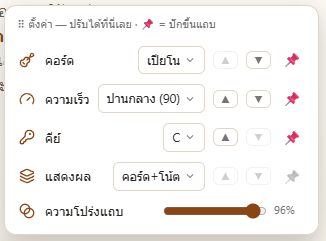 ตั้งค่า — ปรับได้ที่นี่เลย · 📌 = ปักขึ้นแถบ
คอร์ด เปียโน ▲ ▼ 📌
ความเร็ว ปานกลาง (90) ▲ ▼ 📌
คีย์ C ▲ ▼ 📌
แสดงผล คอร์ด+โน้ต ▲ ▼ 📌
ความโปร่งแถบ 96%